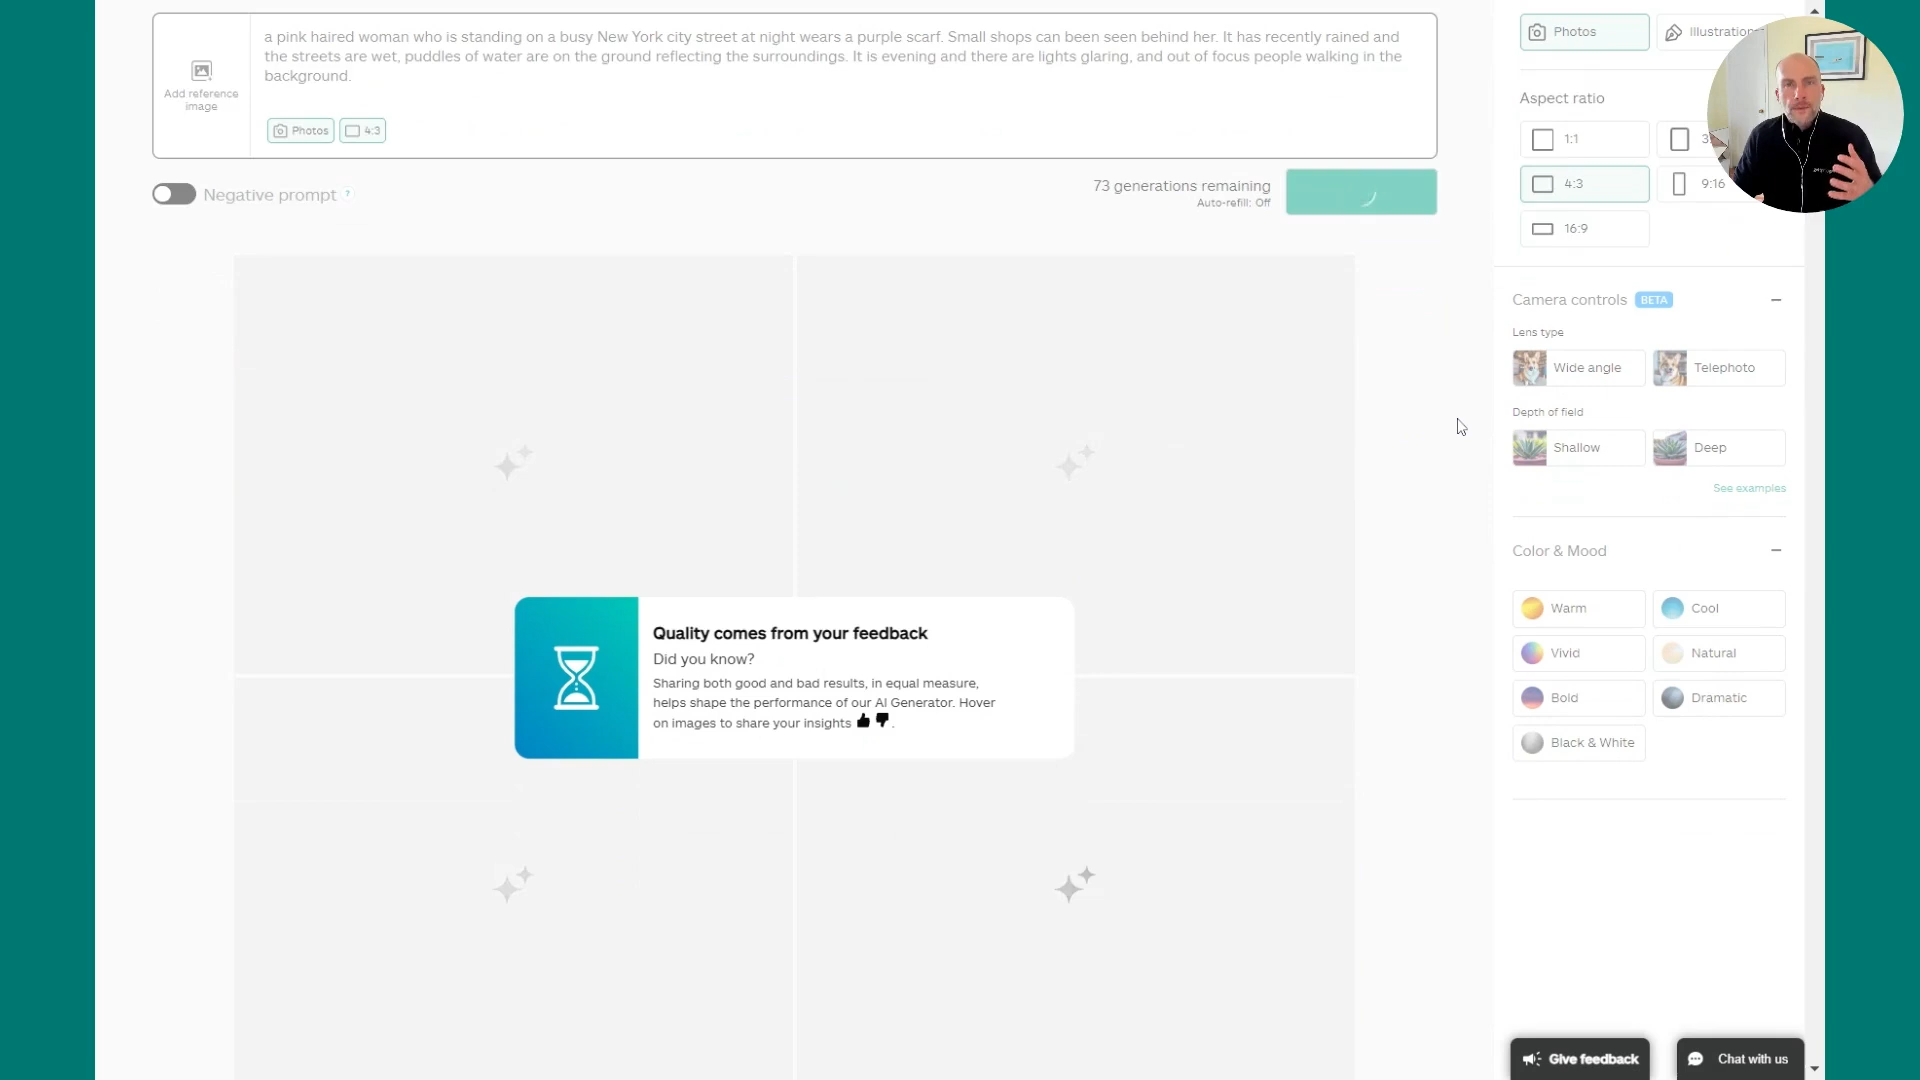 a pink haired woman who is standing on a busy New York city street at night wears a purple scarf. Small shops can been seen behind her. It has recently rained and
the streets are wet, puddles of water are on the ground reflecting the surroundings. It is evening and there are lights glaring, and out of focus people walking in the
background.
Add reference
image
Photos
4:3
Negative prompt ?
73 generations remaining
Auto-refill: Off
Quality comes from your feedback
Did you know?
Sharing both good and bad results, in equal measure,
helps shape the performance of our AI Generator. Hover
on images to share your insights
Photos
Aspect ratio
1:1
4:3
9:16
16:9
Camera controls BETA
Lens type
Wide angle
Telephoto
Depth of field
Shallow
Deep
See examples
Color & Mood
Warm
Cool
Vivid
Natural
Bold
Dramatic
Black & White
Give feedback
Chat with us